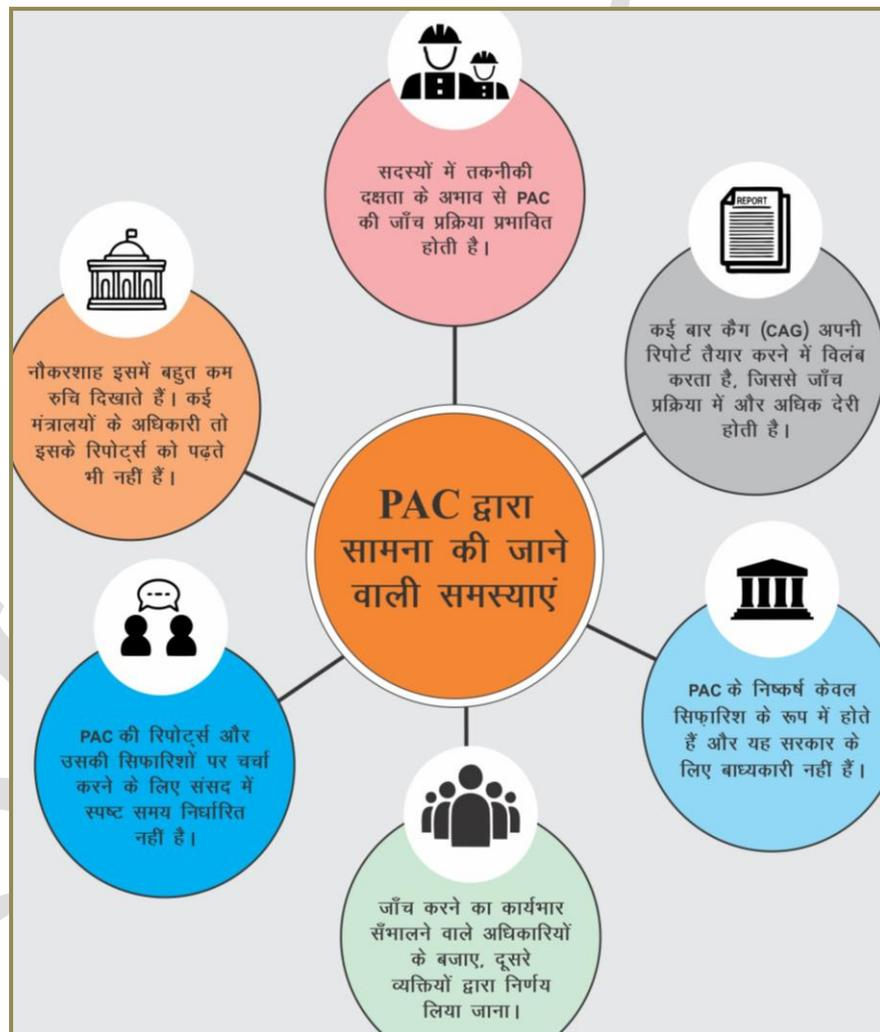 सदस्यों में तकनीकी
दक्षता के अभाव से PAC
की जाँच प्रक्रिया प्रभावित
होती है।
REPORT
कई बार कैग (CAG) अपनी
रिपोर्ट तैयार करने में विलंब
करता है, जिससे जाँच
प्रक्रिया में और अधिक देरी
होती है।
नौकरशाह इसमें बहुत कम
रुचि दिखाते हैं। कई
मंत्रालयों के अधिकारी तो
इसके रिपोर्ट्स को पढ़ते
भी नहीं हैं।
PAC द्वारा
सामना की जाने
वाली समस्याएं
PAC के निष्कर्ष केवल
सिफ़ारिश के रूप में होते
हैं और यह सरकार के
लिए बाध्यकारी नहीं हैं।
PAC की रिपोर्ट्स और
उसकी सिफारिशों पर चर्चा
करने के लिए संसद में
स्पष्ट समय निर्धारित
नहीं है।
जाँच करने का कार्यभार
सँभालने वाले अधिकारियों
के बजाए, दूसरे
व्यक्तियों द्वारा निर्णय
लिया जाना।